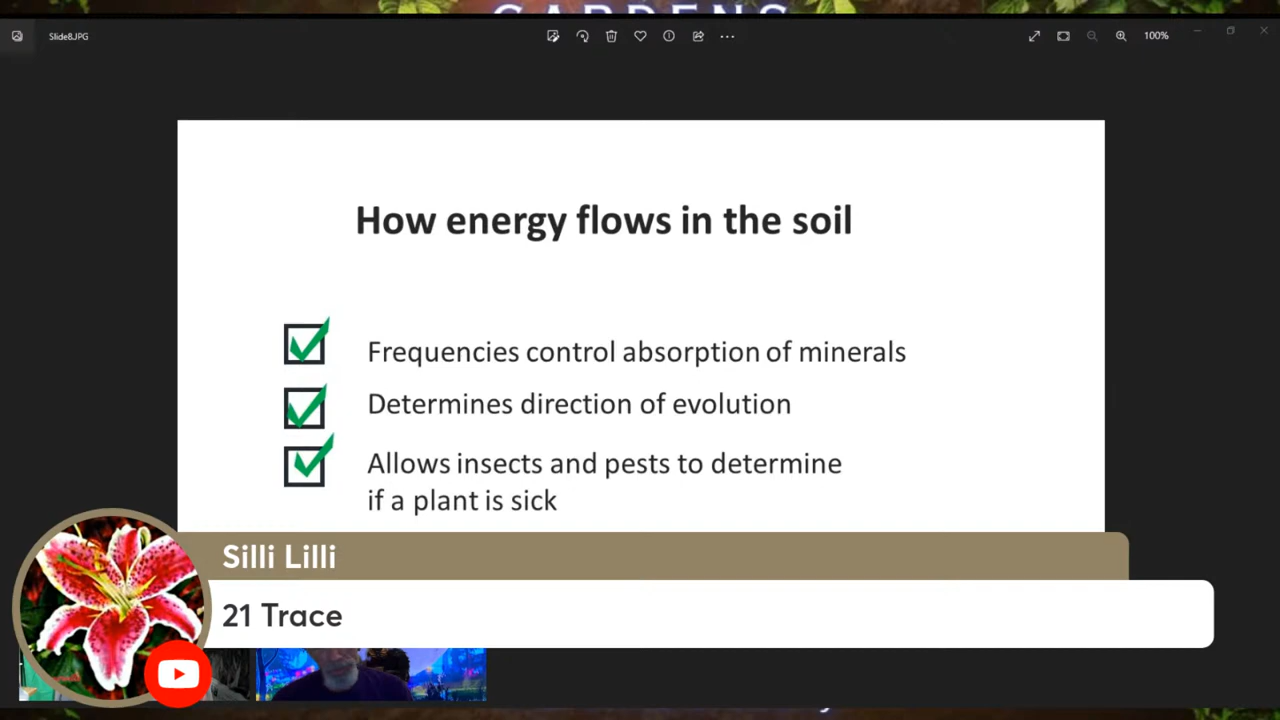 GARDENS
Slide8.JPG
100%
How energy flows in the soil
Frequencies control absorption of minerals
Determines direction of evolution
Allows insects and pests to determine
if a plant is sick
Silli Lilli
21 Trace